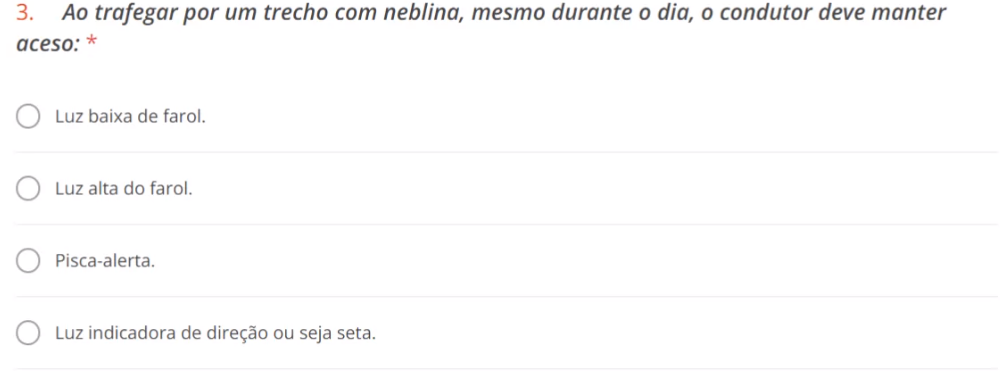 3. Ao trafegar por um trecho com neblina, mesmo durante o dia, o condutor deve manter
aceso: *
Luz baixa de farol.
Luz alta do farol.
Pisca-alerta.
Luz indicadora de direção ou seja seta.